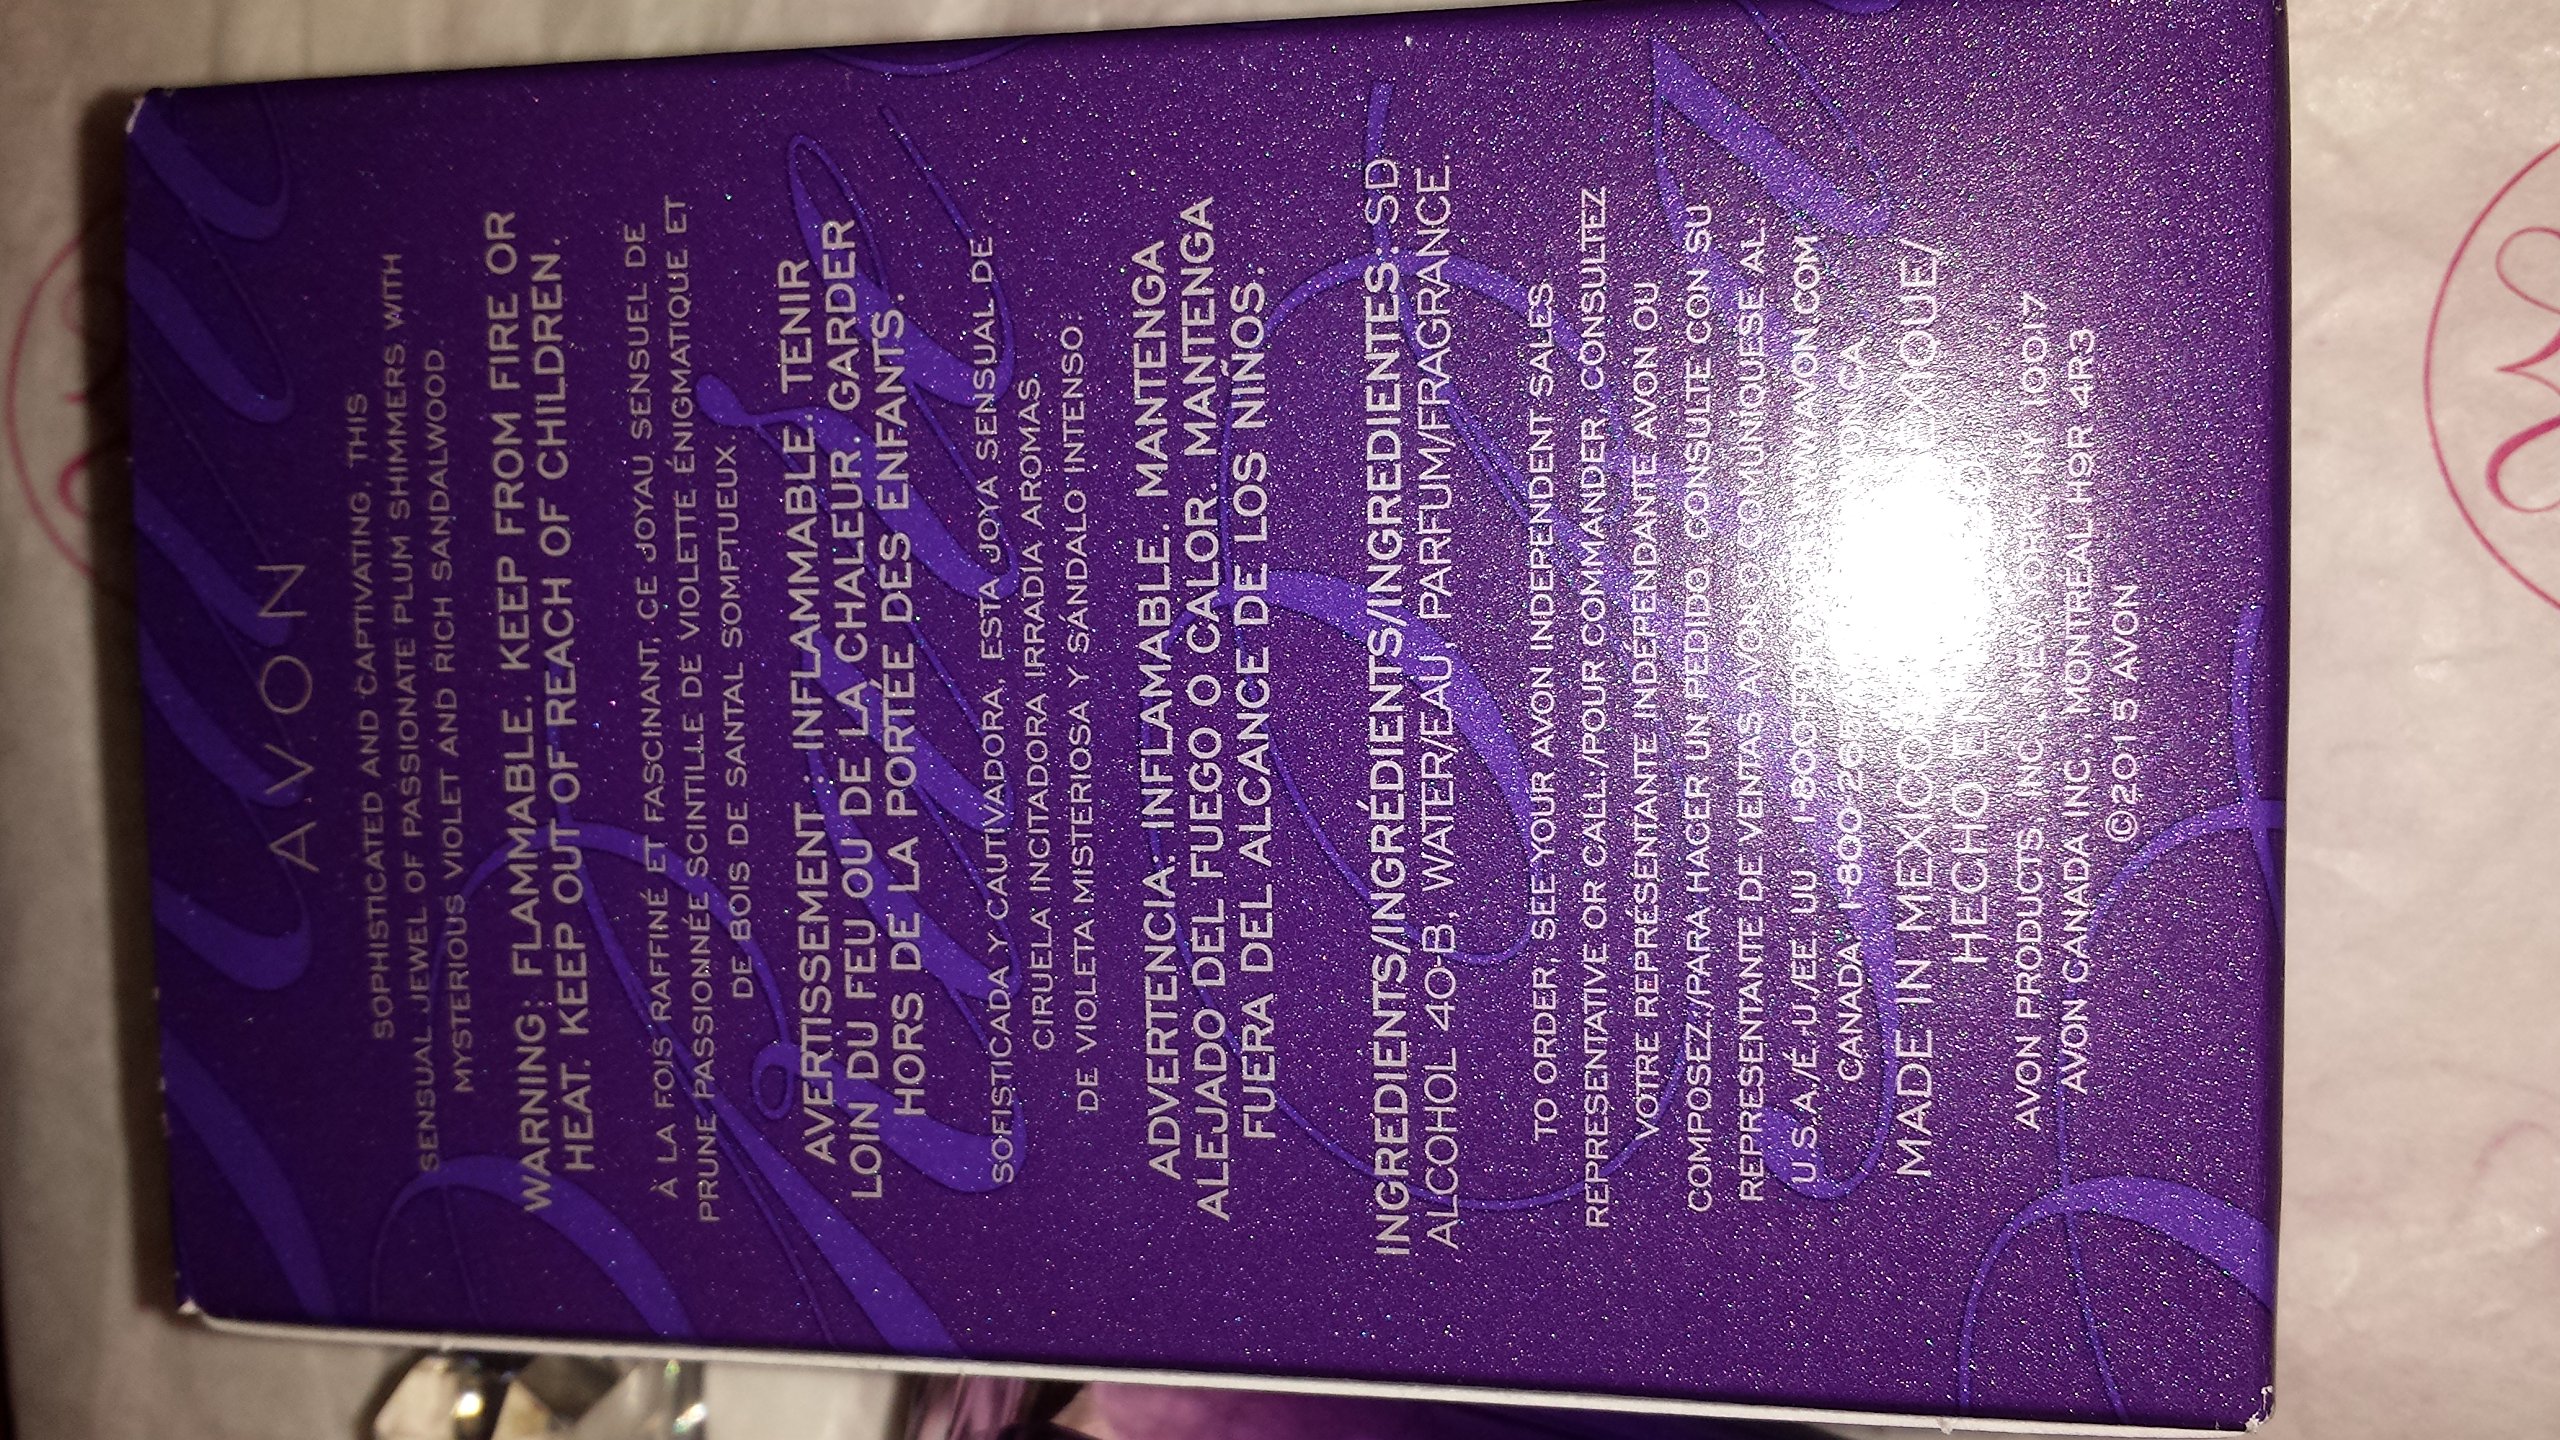 AVON
SOPHISTICATED AND CAPTIVATING, THIS
SENSUAL JEWEL OF PASSIONATE PLUM SHIMMERS WITH
MYSTERIOUS VIOLET AND RICH SANDALWOOD.
WARNING: FLAMMABLE. KEEP FROM FIRE OR
HEAT. KEEP OUT OF REACH OF CHILDREN.
À LA FOIS RAFFINÉ ET FASCINANT, CE JOYAU SENSUEL DE
PRUNE PASSIONNÉE SCINTILLE DE VIOLETTE ÉNIGMATIQUE ET
DE BOIS DE SANTAL SOMPTUEUX.
AVERTISSEMENT : INFLAMMABLE. TENIR
LOIN DU FEU OU DE LA CHALEUR. GARDER
HORS DE LA PORTÉE DES ENFANTS.
SOFISTICADA Y CAUTIVADORA, ESTA JOYA SENSUAL DE
CIRUELA INCITADORA IRRADIA AROMAS
DE VIOLETA MISTERIOSA Y SÁNDALO INTENSO.
ADVERTENCIA: INFLAMABLE. MANTENGA
ALEJADO DEL FUEGO O CALOR. MANTENGA
FUERA DEL ALCANCE DE LOS NIÑOS.
INGREDIENTS/INGRÉDIENTS/INGREDIENTES: SD
ALCOHOL 40-B, WATER/EAU, PARFUM/FRAGRANCE.
TO ORDER, SEE YOUR AVON INDEPENDENT SALES
REPRESENTATIVE OR CALL:/POUR COMMANDER, CONSULTEZ
VOTRE REPRÉSENTANTE INDÉPENDANTE AVON OU
COMPOSEZ:/PARA HACER UN PEDIDO, CONSULTE CON SU
REPRESENTANTE DE VENTAS AVON O COMUNÍQUESE AL:
U.S.A./É.-U./EE. UU. WWW.AVON.COM
CANADA,
MADE IN MEXICO
HECHO
AVON PRODUCTS, INC., NEW YORK, NY 10017
AVON CANADA INC., MONTREAL H9R 4R3
©2015 AVON